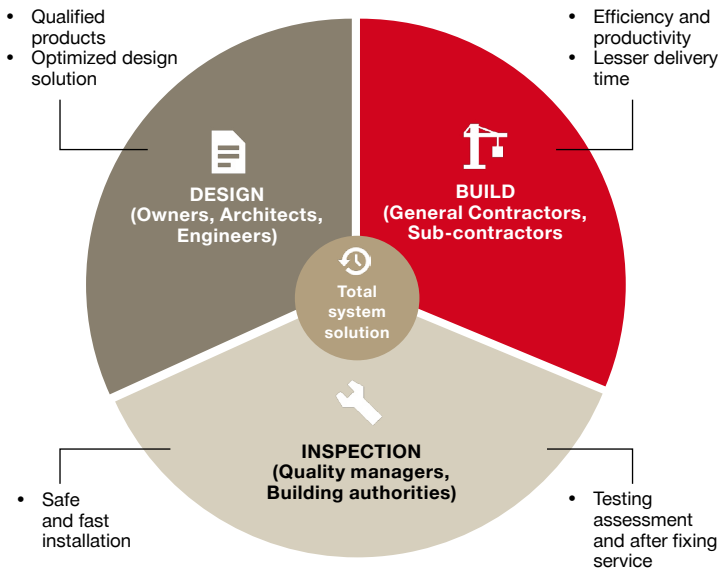 • Qualified
products
• Optimized design
solution
• Efficiency and
productivity
• Lesser delivery
time
DESIGN
(Owners, Architects,
Engineers)
BUILD
(General Contractors,
Sub-contractors
Total
system
solution
INSPECTION
(Quality managers,
Building authorities)
• Safe
and fast
installation
• Testing
assessment
and after fixing
service